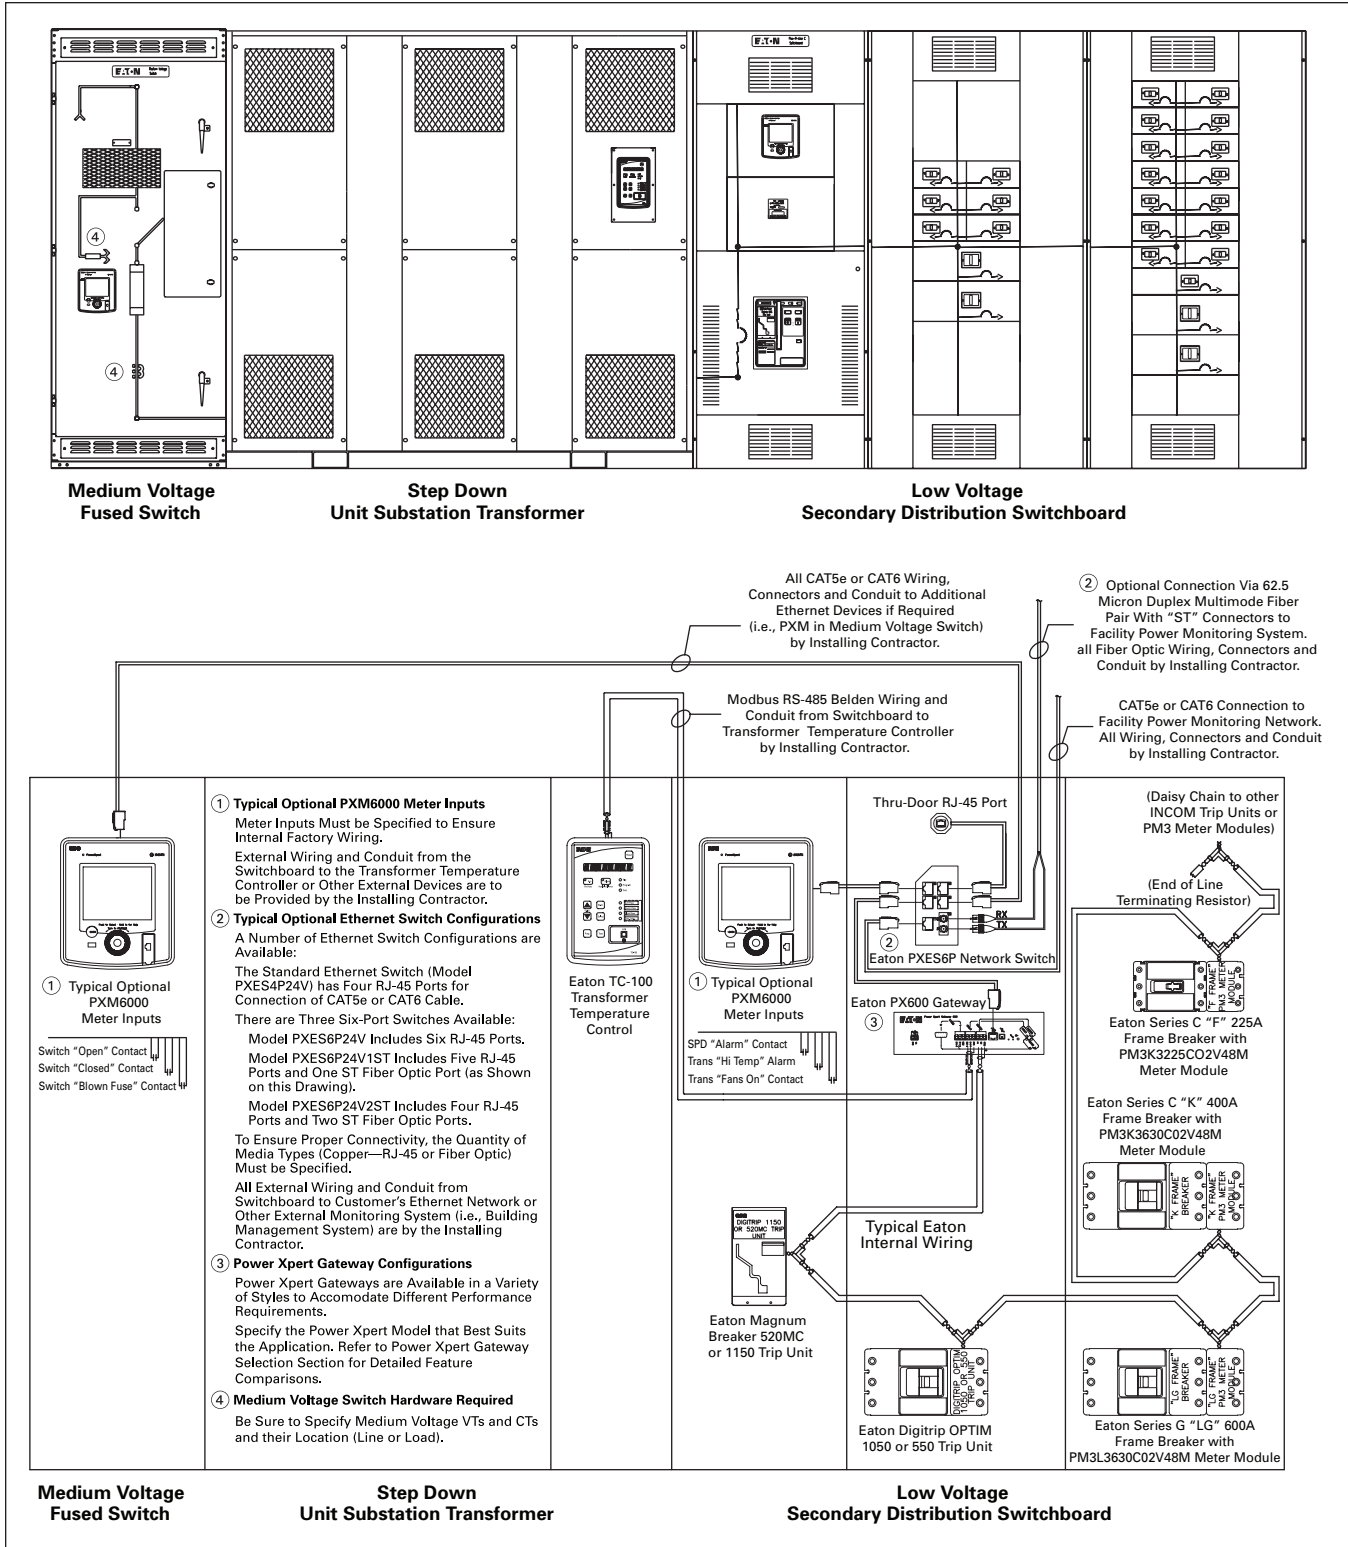 E·T·N
E·T·N
4
4
Medium Voltage
Fused Switch
Step Down
Unit Substation Transformer
Low Voltage
Secondary Distribution Switchboard
All CAT5e or CAT6 Wiring,
Connectors and Conduit to Additional
Ethernet Devices if Required
(i.e., PXM in Medium Voltage Switch)
by Installing Contractor.
2 Optional Connection Via 62.5
Micron Duplex Multimode Fiber
Pair With “ST” Connectors to
Facility Power Monitoring System.
all Fiber Optic Wiring, Connectors and
Conduit by Installing Contractor.
Modbus RS-485 Belden Wiring and
Conduit from Switchboard to
Transformer Temperature Controller
by Installing Contractor.
CAT5e or CAT6 Connection to
Facility Power Monitoring Network.
All Wiring, Connectors and Conduit
by Installing Contractor.
1 Typical Optional
PXM6000
Meter Inputs
Switch “Open” Contact
Switch “Closed” Contact
Switch “Blown Fuse” Contact
1 Typical Optional PXM6000 Meter Inputs
Meter Inputs Must be Specified to Ensure
Internal Factory Wiring.
External Wiring and Conduit from the
Switchboard to the Transformer Temperature
Controller or Other External Devices are to
be Provided by the Installing Contractor.
2 Typical Optional Ethernet Switch Configurations
A Number of Ethernet Switch Configurations are
Available:
The Standard Ethernet Switch (Model
PXES4P24V) has Four RJ-45 Ports for
Connection of CAT5e or CAT6 Cable.
There are Three Six-Port Switches Available:
Model PXES6P24V Includes Six RJ-45 Ports.
Model PXES6P24V1ST Includes Five RJ-45
Ports and One ST Fiber Optic Port (as Shown
on this Drawing).
Model PXES6P24V2ST Includes Four RJ-45
Ports and Two ST Fiber Optic Ports.
To Ensure Proper Connectivity, the Quantity of
Media Types (Copper—RJ-45 or Fiber Optic)
Must be Specified.
All External Wiring and Conduit from
Switchboard to Customer’s Ethernet Network or
Other External Monitoring System (i.e., Building
Management System) are by the Installing
Contractor.
3 Power Xpert Gateway Configurations
Power Xpert Gateways are Available in a Variety
of Styles to Accomodate Different Performance
Requirements.
Specify the Power Xpert Model that Best Suits
the Application. Refer to Power Xpert Gateway
Selection Section for Detailed Feature
Comparisons.
4 Medium Voltage Switch Hardware Required
Be Sure to Specify Medium Voltage VTs and CTs
and their Location (Line or Load).
Eaton TC-100
Transformer
Temperature
Control
1 Typical Optional
PXM6000
Meter Inputs
SPD “Alarm” Contact
Trans “Hi Temp” Alarm
Trans “Fans On” Contact
Thru-Door RJ-45 Port
RX
TX
2
Eaton PXES6P Network Switch
Eaton PX600 Gateway
3
E·T·N
Typical Eaton
Internal Wiring
DIGITRIP 1150
OR 520MC TRIP
UNIT
Eaton Magnum
Breaker 520MC
or 1150 Trip Unit
DIGITRIP OPTIM
1050 OR 550
TRIP UNIT
Eaton Digitrip OPTIM
1050 or 550 Trip Unit
(Daisy Chain to other
INCOM Trip Units or
PM3 Meter Modules)
(End of Line
Terminating Resistor)
"F FRAME"
PM3 METER
MODULE
Eaton Series C “F” 225A
Frame Breaker with
PM3K3225CO2V48M
Meter Module
Eaton Series C “K” 400A
Frame Breaker with
PM3K3630C02V48M
Meter Module
"K FRAME"
BREAKER
"K FRAME"
PM3 METER
MODULE
"LG FRAME"
BREAKER
"LG FRAME"
PM3 METER
MODULE
Eaton Series G “LG” 600A
Frame Breaker with
PM3L3630C02V48M Meter Module
Medium Voltage
Fused Switch
Step Down
Unit Substation Transformer
Low Voltage
Secondary Distribution Switchboard